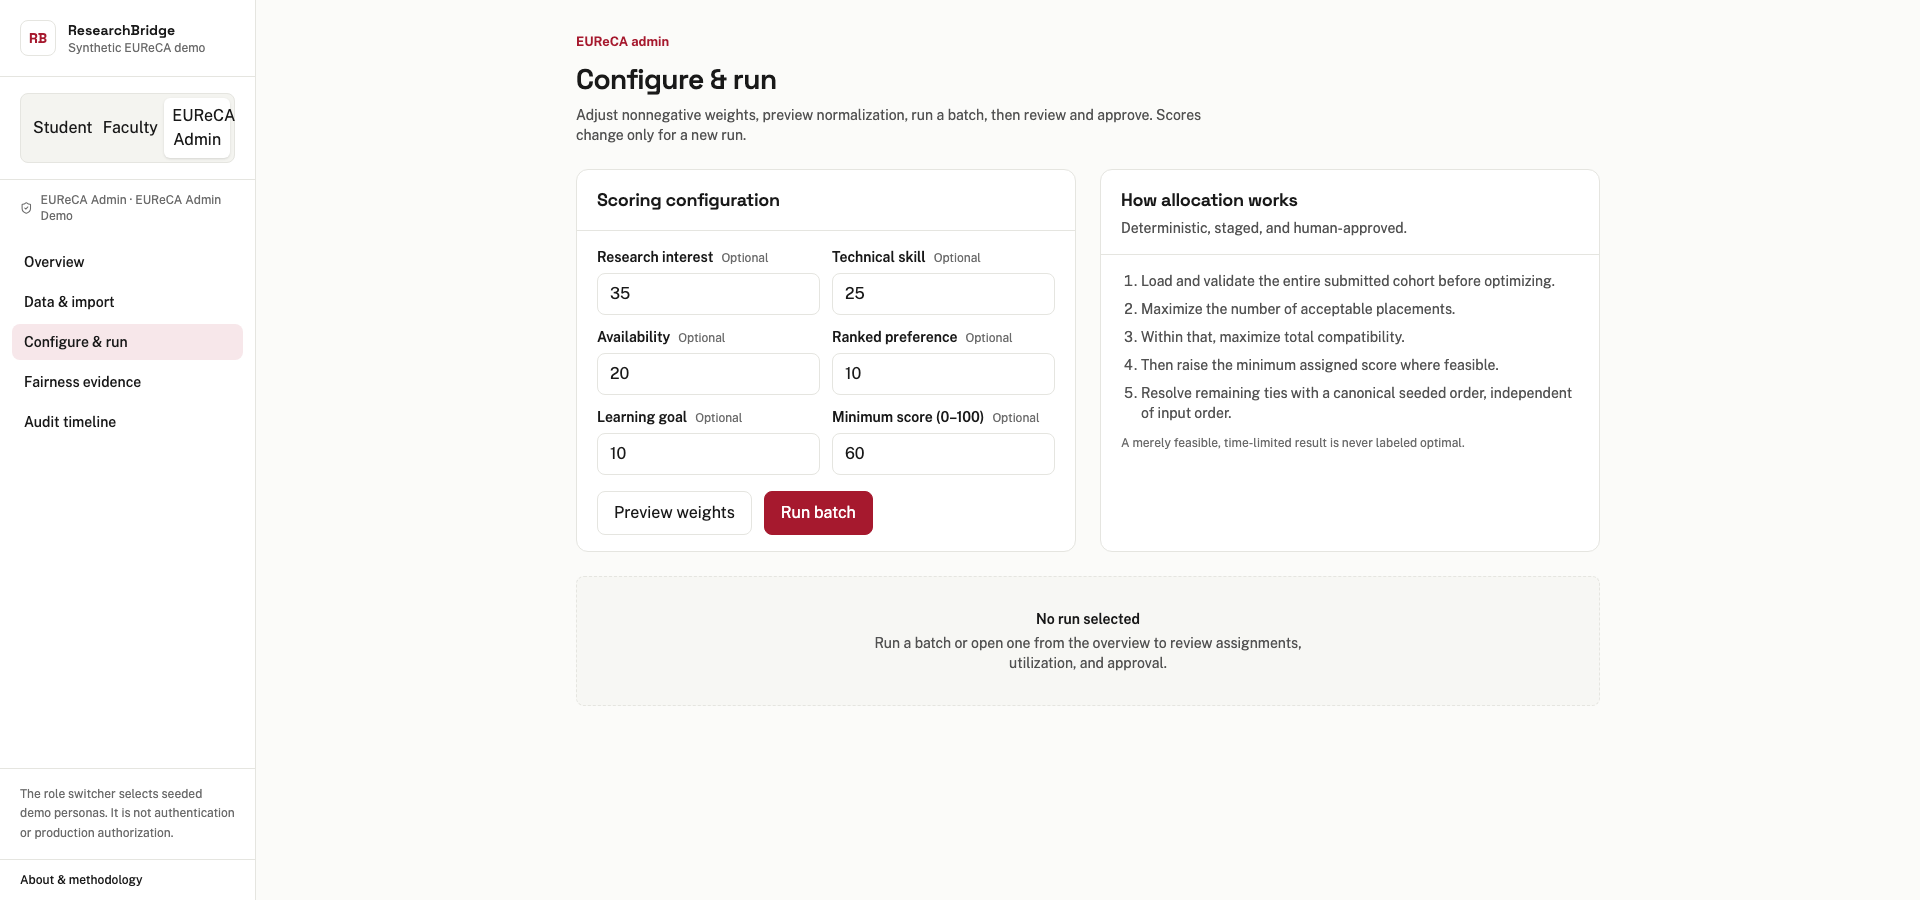 RB
ResearchBridge
Synthetic EUReCA demo
Student
Faculty
EUReCA
Admin
EUReCA Admin · EUReCA Admin
Demo
Overview
Data & import
Configure & run
Fairness evidence
Audit timeline
The role switcher selects seeded
demo personas. It is not authentication
or production authorization.
About & methodology
EUReCA admin
Configure & run
Adjust nonnegative weights, preview normalization, run a batch, then review and approve. Scores
change only for a new run.
Scoring configuration
Research interest Optional
35
Technical skill Optional
25
Availability Optional
20
Ranked preference Optional
10
Learning goal Optional
10
Minimum score (0–100) Optional
60
Preview weights
Run batch
How allocation works
Deterministic, staged, and human-approved.
1. Load and validate the entire submitted cohort before optimizing.
2. Maximize the number of acceptable placements.
3. Within that, maximize total compatibility.
4. Then raise the minimum assigned score where feasible.
5. Resolve remaining ties with a canonical seeded order, independent
of input order.
A merely feasible, time-limited result is never labeled optimal.
No run selected
Run a batch or open one from the overview to review assignments,
utilization, and approval.